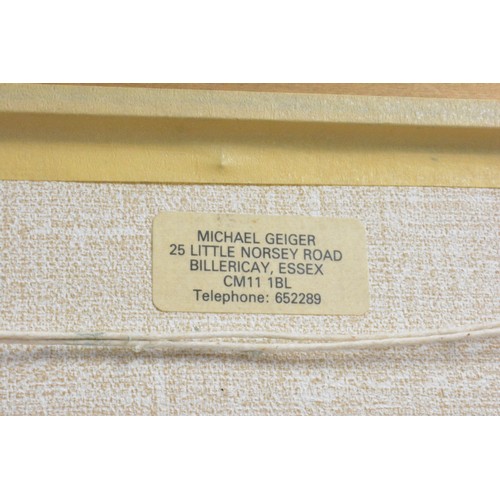 MICHAEL GEIGER
25 LITTLE NORSEY ROAD
BILLERICAY, ESSEX
CM11 1BL
Telephone: 652289